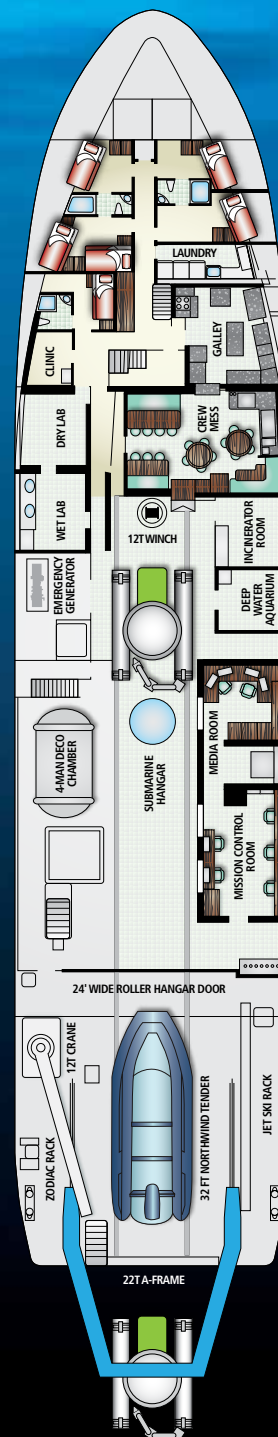 LAUNDRY
GALLEY
CLINIC
CREW
MESS
DRY LAB
WET LAB
12T WINCH
INCINERATOR
ROOM
EMERGENCY
GENERATOR
DEEP
WATER
AQUARIUM
4-MAN DECO
CHAMBER
SUBMARINE
HANGAR
MEDIA ROOM
MISSION CONTROL
ROOM
24' WIDE ROLLER HANGAR DOOR
12T CRANE
ZODIAC RACK
32 FT NORTHWIND TENDER
JET SKI RACK
22T A-FRAME